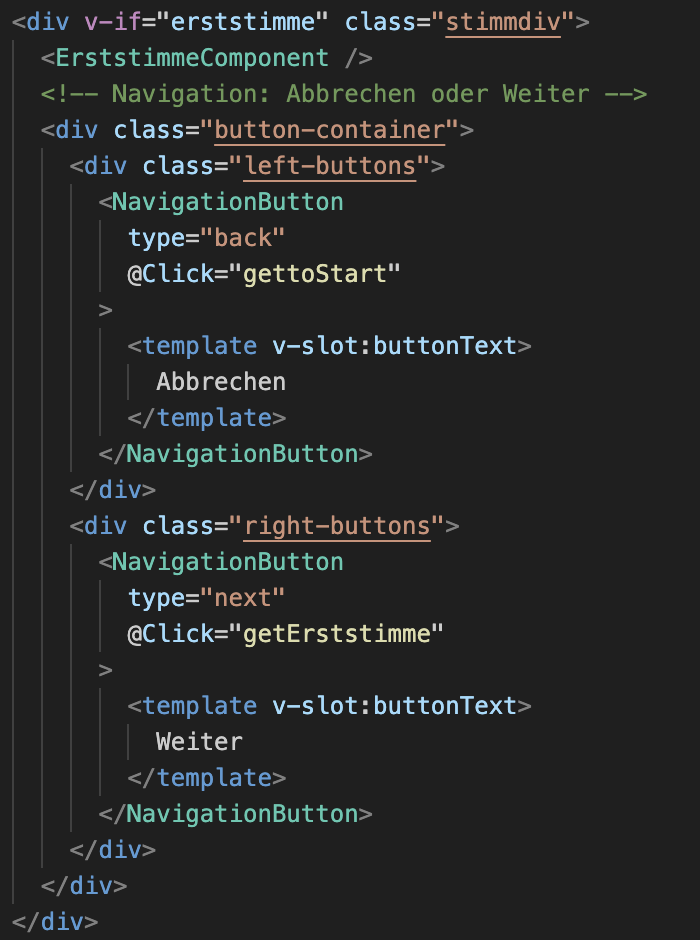 <div v-if="erststimme" class="stimmdiv">
<ErststimmeComponent />
<!-- Navigation: Abbrechen oder Weiter -->
<div class="button-container">
<div class="left-buttons">
<NavigationButton
type="back"
@Click="gettoStart"
>
<template v-slot:buttonText>
Abbrechen
</template>
</NavigationButton>
</div>
<div class="right-buttons">
<NavigationButton
type="next"
@Click="getErststimme"
>
<template v-slot:buttonText>
Weiter
</template>
</NavigationButton>
</div>
</div>
</div>